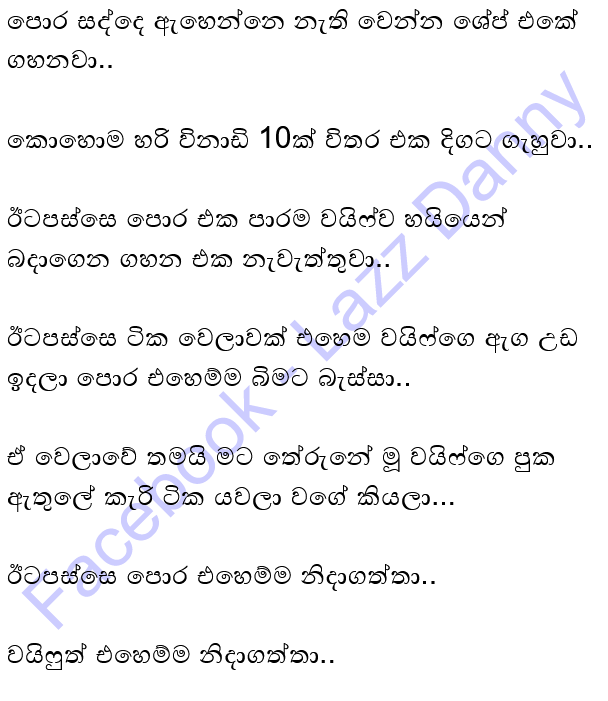 පොර සද්දෙ ඇහෙන්නෙ නැති වෙන්න ශේප් එකේ
ගහනවා..
කොහොම හරි විනාඩි 10ක් විතර එක දිගට ගැහුවා..
ඊටපස්සෙ පොර එක පාරම වයිෆ්ව හයියෙන්
බදාගෙන ගහන එක නැවැත්තුවා..
ඊටපස්සෙ ටික වෙලාවක් එහෙම වයිෆ්ගෙ ඇග උඩ
ඉදලා පොර එහෙම්ම බිමට බැස්සා..
ඒ වෙලාවේ තමයි මට තේරුනේ මූ වයිෆ්ගෙ පුක
ඇතුලේ කැරි ටික යවලා වගේ කියලා...
ඊටපස්සෙ පොර එහෙම්ම නිදාගත්තා..
වයිෆුත් එහෙම්ම නිදාගත්තා..
Facebook - Lazz Danny